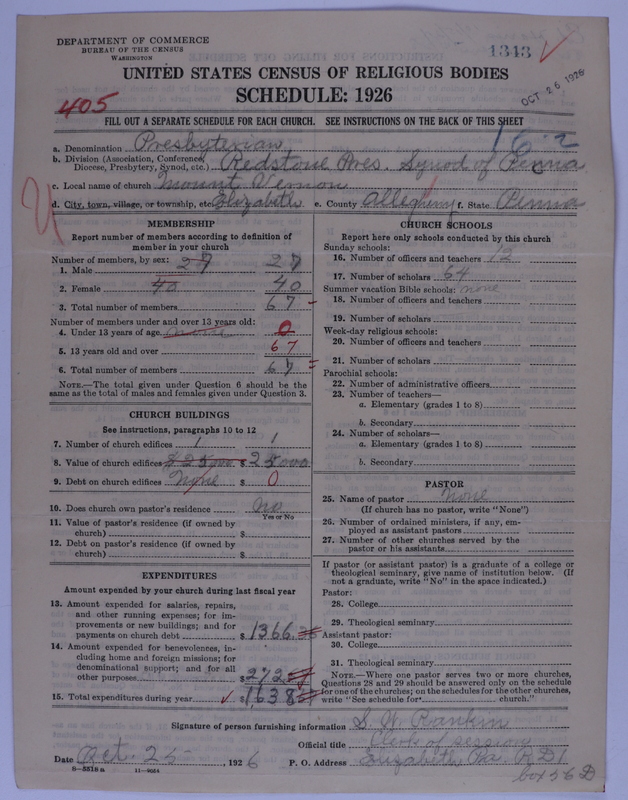 DEPARTMENT OF COMMERCE
BUREAU OF THE CENSUS
WASHINGTON
1343
OCT 26 1926
UNITED STATES CENSUS OF RELIGIOUS BODIES
SCHEDULE: 1926
405
FILL OUT A SEPARATE SCHEDULE FOR EACH CHURCH. SEE INSTRUCTIONS ON THE BACK OF THIS SHEET
16-2
a. Denomination Presbyterian
b. Division (Association, Conference, Diocese, Presbytery, Synod, etc.) Redstone Pres. Synod of Penna
c. Local name of church Mount Vernon
d. City, town, village, or township, etc. Elizabeth e. County Allegheny f. State Penna
MEMBERSHIP
Report number of members according to definition of
member in your church
Number of members, by sex:
1. Male 27 27
2. Female 40 40
3. Total number of members 67
Number of members under and over 13 years old:
4. Under 13 years of age none 0
5. 13 years old and over 67
6. Total number of members 67
NOTE.—The total given under Question 6 should be the
same as the total of males and females given under Question 3.
CHURCH BUILDINGS
See instructions, paragraphs 10 to 12
7. Number of church edifices 1 1
8. Value of church edifices $25000 $25000
9. Debt on church edifices None $ 0
10. Does church own pastor's residence No
Yes or No
11. Value of pastor's residence (if owned by
church) $
12. Debt on pastor's residence (if owned by
church) $
EXPENDITURES
Amount expended by your church during last fiscal year
13. Amount expended for salaries, repairs,
and other running expenses; for im-
provements or new buildings; and for
payments on church debt $1366
14. Amount expended for benevolences, in-
cluding home and foreign missions; for
denominational support; and for all
other purposes $272
15. Total expenditures during year $1638
CHURCH SCHOOLS
Report here only schools conducted by this church
Sunday schools:
16. Number of officers and teachers 12
17. Number of scholars 64
Summer vacation Bible schools: none
18. Number of officers and teachers
19. Number of scholars
Week-day religious schools:
20. Number of officers and teachers
21. Number of scholars
Parochial schools:
22. Number of administrative officers
23. Number of teachers—
a. Elementary (grades 1 to 8)
b. Secondary
24. Number of scholars—
a. Elementary (grades 1 to 8)
b. Secondary
PASTOR
25. Name of pastor None
(If church has no pastor, write "None")
26. Number of ordained ministers, if any, em-
ployed as assistant pastors
27. Number of other churches served by the
pastor or his assistants
If pastor (or assistant pastor) is a graduate of a college or
theological seminary, give name of institution below. (If
not a graduate, write "No" in the space indicated.)
Pastor:
28. College
29. Theological seminary
Assistant pastor:
30. College
31. Theological seminary
NOTE.—Where one pastor serves two or more churches,
Questions 28 and 29 should be answered only on the schedule
for one of the churches; on the schedules for the other churches,
write "See schedule for church."
Signature of person furnishing information S. W. Rankin
Official title Clerk of session
Date Oct. 25, 1926 P. O. Address Elizabeth Pa. R.D.1
box 56 D
8—5318 a 11—9054